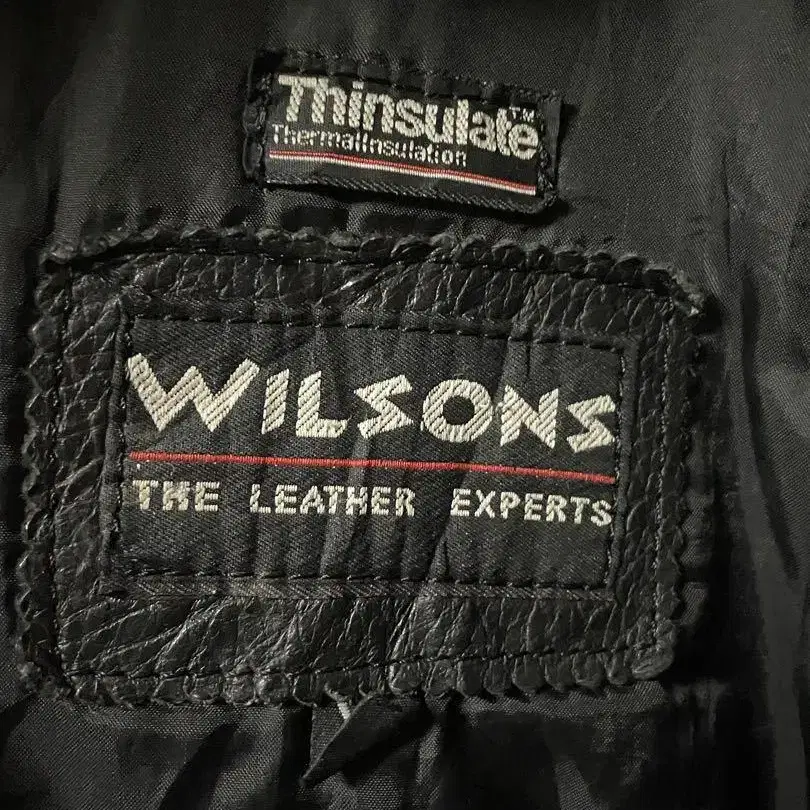 Thinsulate™
Thermal Insulation
WILSONS
THE LEATHER EXPERTS